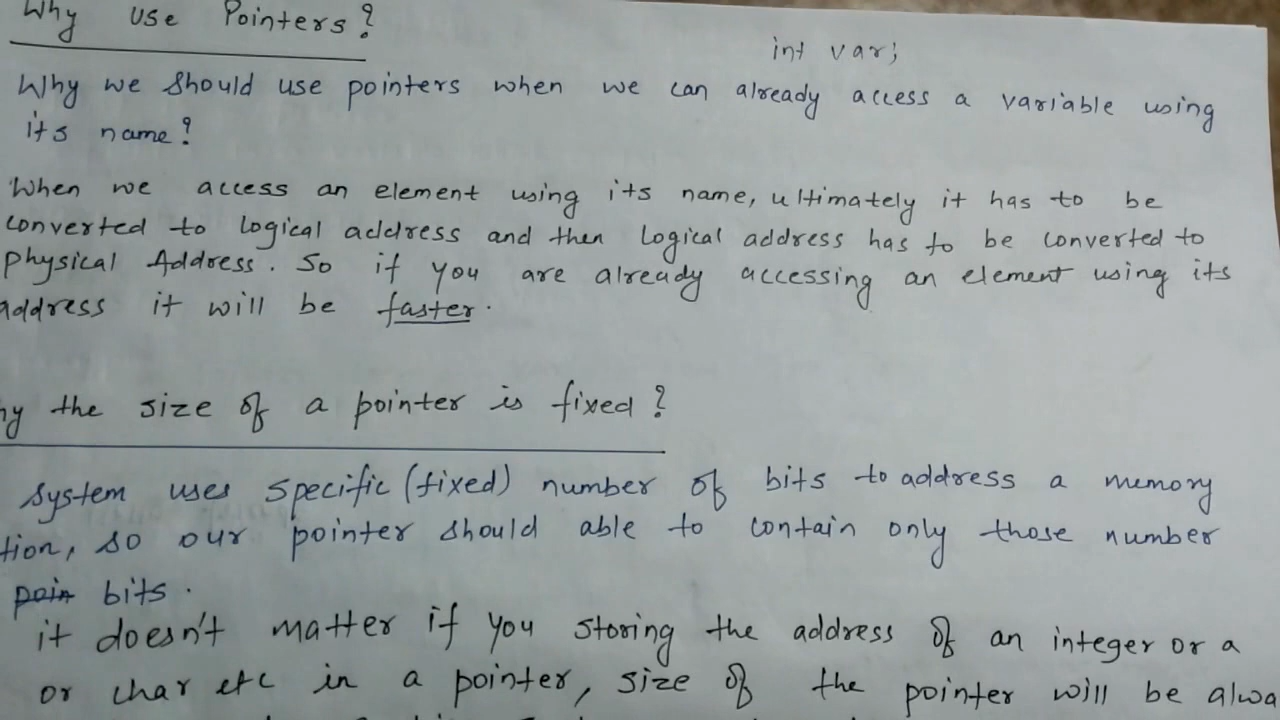 Why use Pointers?
int var;
Why we should use pointers when we can already access a variable using
its name?
When we access an element using its name, ultimately it has to be
converted to logical address and then logical address has to be converted to
Physical Address. So if you are already accessing an element using its
address it will be faster.
hy the size of a pointer is fixed?
system uses specific (fixed) number of bits to address a memory
tion, so our pointer should able to contain only those number
bits.
it doesn't matter if you storing the address of an integer or a
or char etc in a pointer, size of the pointer will be alwa